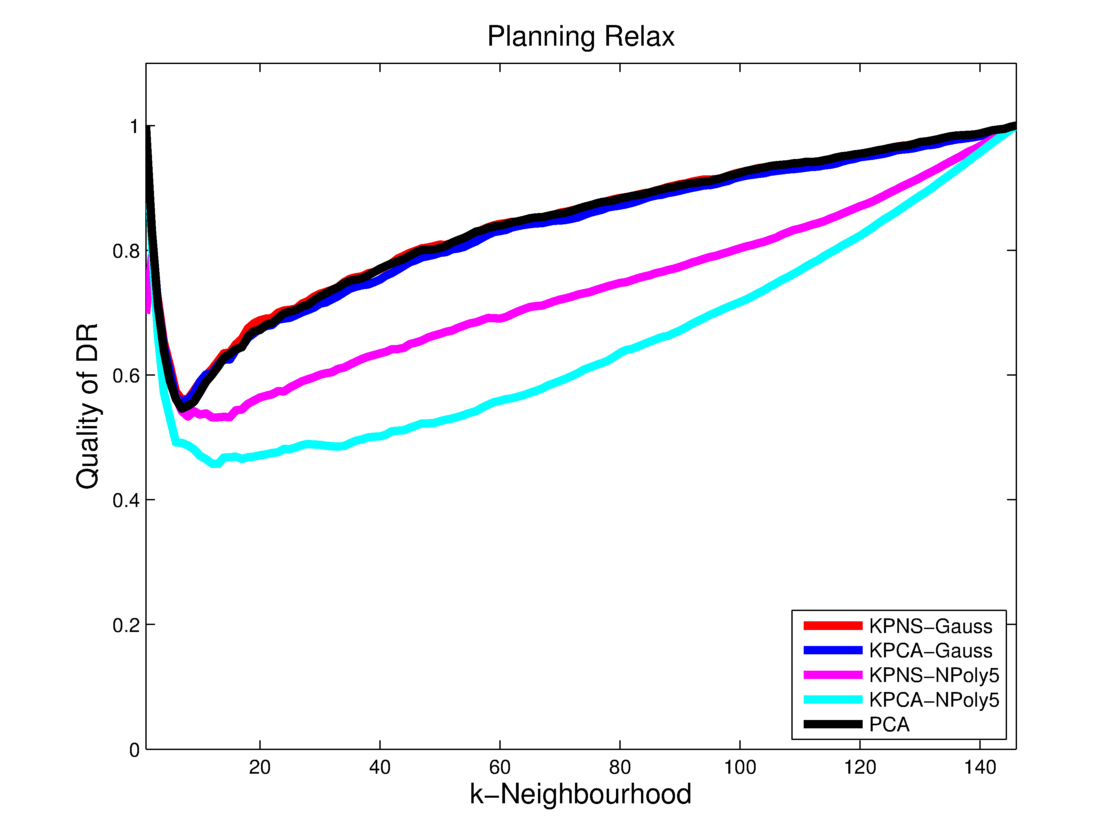 Planning Relax
Quality of DR
1
0.8
0.6
0.4
0.2
0
20 40 60 80 100 120 140
k−Neighbourhood
KPNS−Gauss
KPCA−Gauss
KPNS−NPoly5
KPCA−NPoly5
PCA